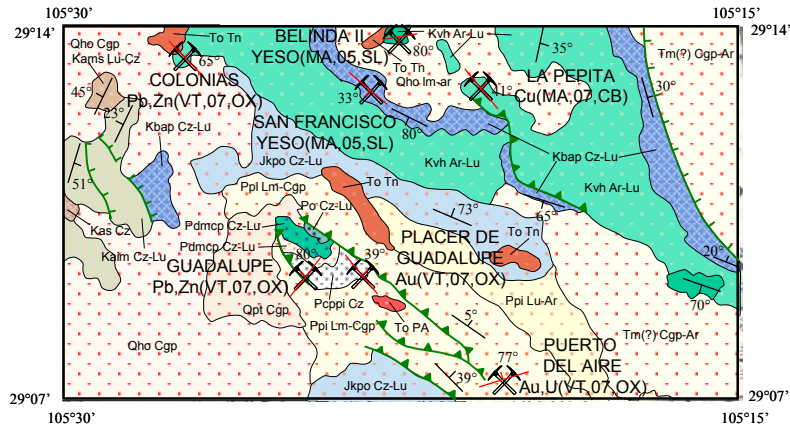 105°30' 105°15'
29°14' 29°14'
To Tn
BELINDA II
YESO(MA,05,SL)
Kvh Ar-Lu
80°
35°
Qho Cgp
Kams Lu-Cz
65°
To Tn
Qho lm-ar
Tm(?) Cgp-Ar
COLONIAS
Pb,Zn(VT,07,OX)
LA PEPITA
Cu(MA,07,CB)
41°
30°
45°
23°
33°
Kbap Cz-Lu
SAN FRANCISCO
YESO(MA,05,SL)
80°
Jkpo Cz-Lu
Kvh Ar-Lu
Kbap Cz-Lu
Kvh Ar-Lu
51°
Ppl Lm-Cgp
To Tn
Po Cz-Lu
73°
65°
Kas Cz
Kalm Cz-Lu
Pdmcp Cz-Lu
Pdmcp Cz-Lu
To Tn
20°
GUADALUPE
Pb,Zn(VT,07,OX)
80°
39°
PLACER DE
GUADALUPE
Au(VT,07,OX)
70°
Pcppi Cz
Qpt Cgp
Ppi Lm-Cgp
To PA
5°
Ppi Lu-Ar
Tm(?) Cgp-Ar
Qho Cgp
77°
PUERTO
DEL AIRE
Au,U(VT,07,OX)
Jkpo Cz-Lu
39°
29°07' 29°07'
105°30' 105°15'